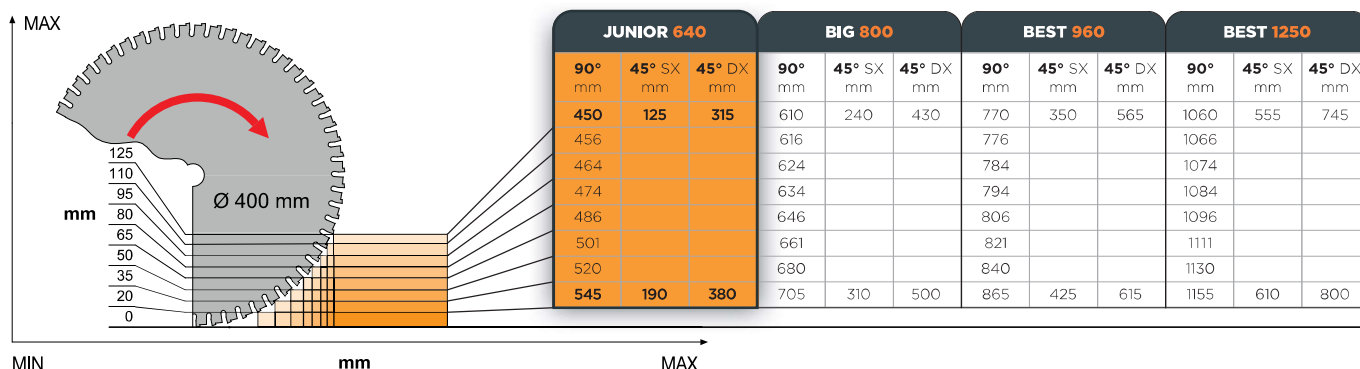 MAX
125
110
95
80
65
50
35
20
0
mm
Ø 400 mm
MIN mm MAX
JUNIOR 640 BIG 800 BEST 960 BEST 1250
90° 45° SX 45° DX 90° 45° SX 45° DX 90° 45° SX 45° DX 90° 45° SX 45° DX
mm mm mm mm mm mm mm mm mm mm mm mm
450 125 315 610 240 430 770 350 565 1060 555 745
456 616 776 1066
464 624 784 1074
474 634 794 1084
486 646 806 1096
501 661 821 1111
520 680 840 1130
545 190 380 705 310 500 865 425 615 1155 610 800